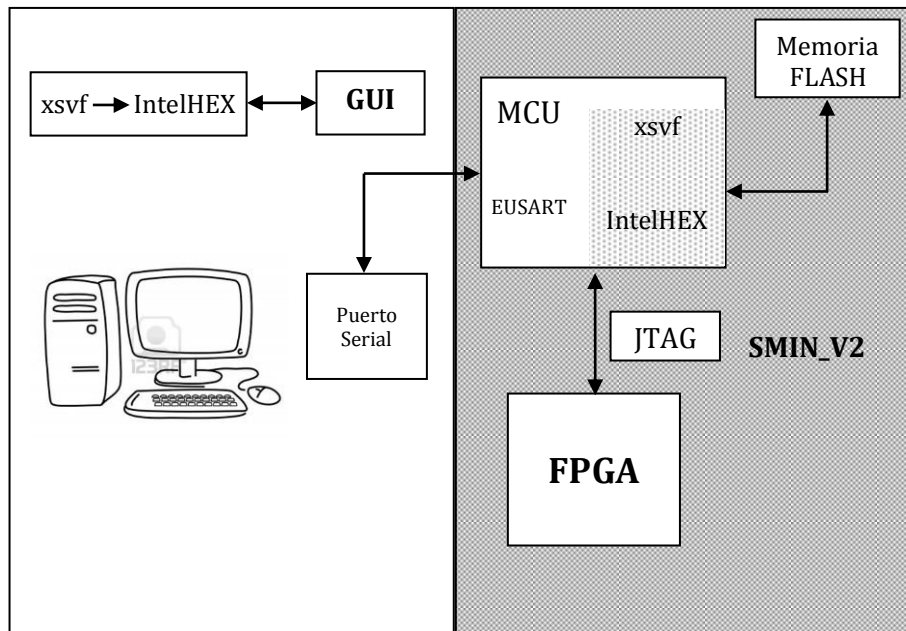 xsvf → IntelHEX
GUI
Puerto
Serial
MCU
xsvf
EUSART
IntelHEX
Memoria
FLASH
JTAG
SMIN_V2
FPGA